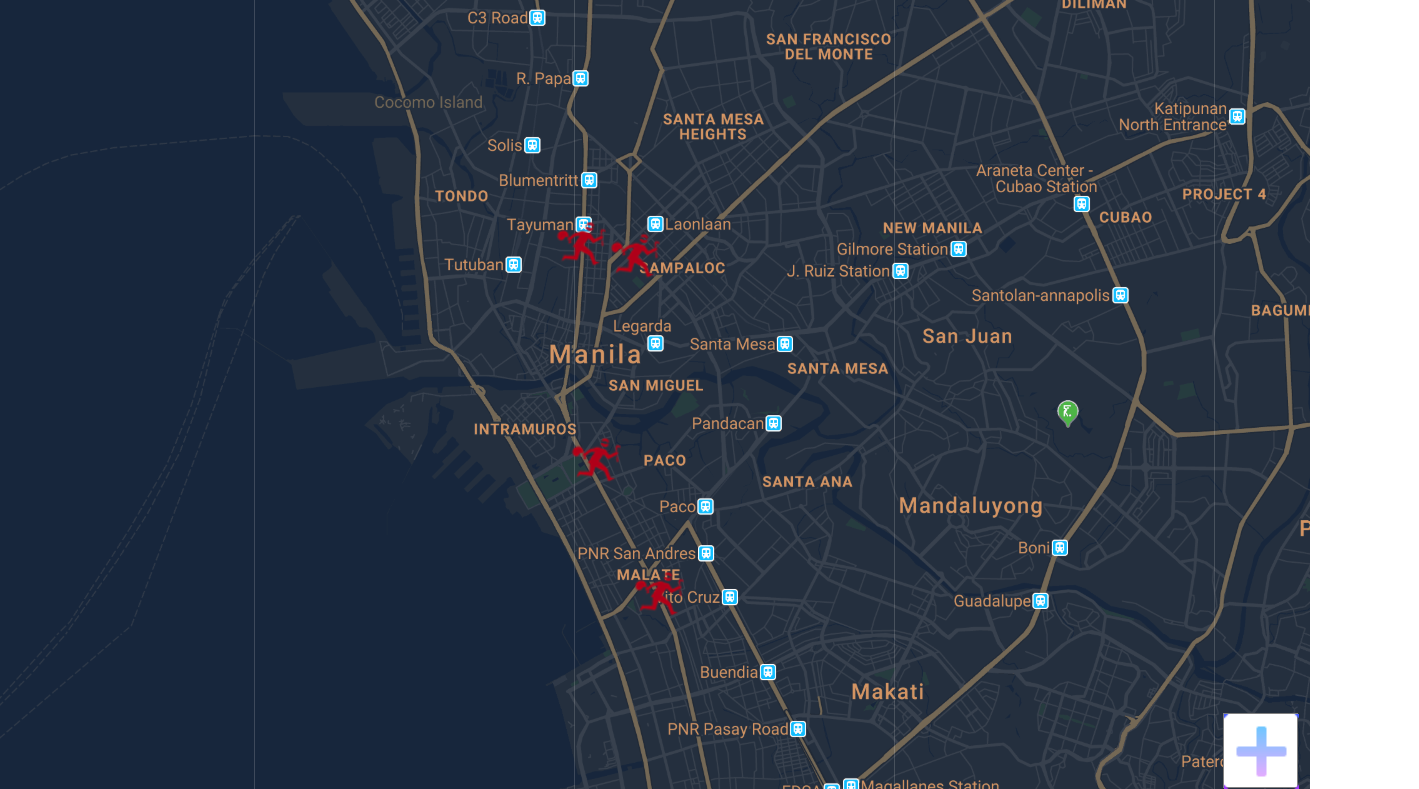 DILIMAN
C3 Road
SAN FRANCISCO
DEL MONTE
R. Papa
Cocomo Island
Katipunan
North Entrance
SANTA MESA
HEIGHTS
Solis
Araneta Center -
Cubao Station
Blumentritt
TONDO
PROJECT 4
CUBAO
Tayuman
Laonlaan
NEW MANILA
Gilmore Station
Tutuban
SAMPALOC
J. Ruiz Station
Santolan-annapolis
BAGUM
Legarda
San Juan
Santa Mesa
Manila
SANTA MESA
SAN MIGUEL
K.
Pandacan
INTRAMUROS
PACO
SANTA ANA
Paco
Mandaluyong
P
Boni
PNR San Andres
MALATE
ito Cruz
Guadalupe
Buendia
Makati
PNR Pasay Road
Patero
EDSA
Magallanes Station